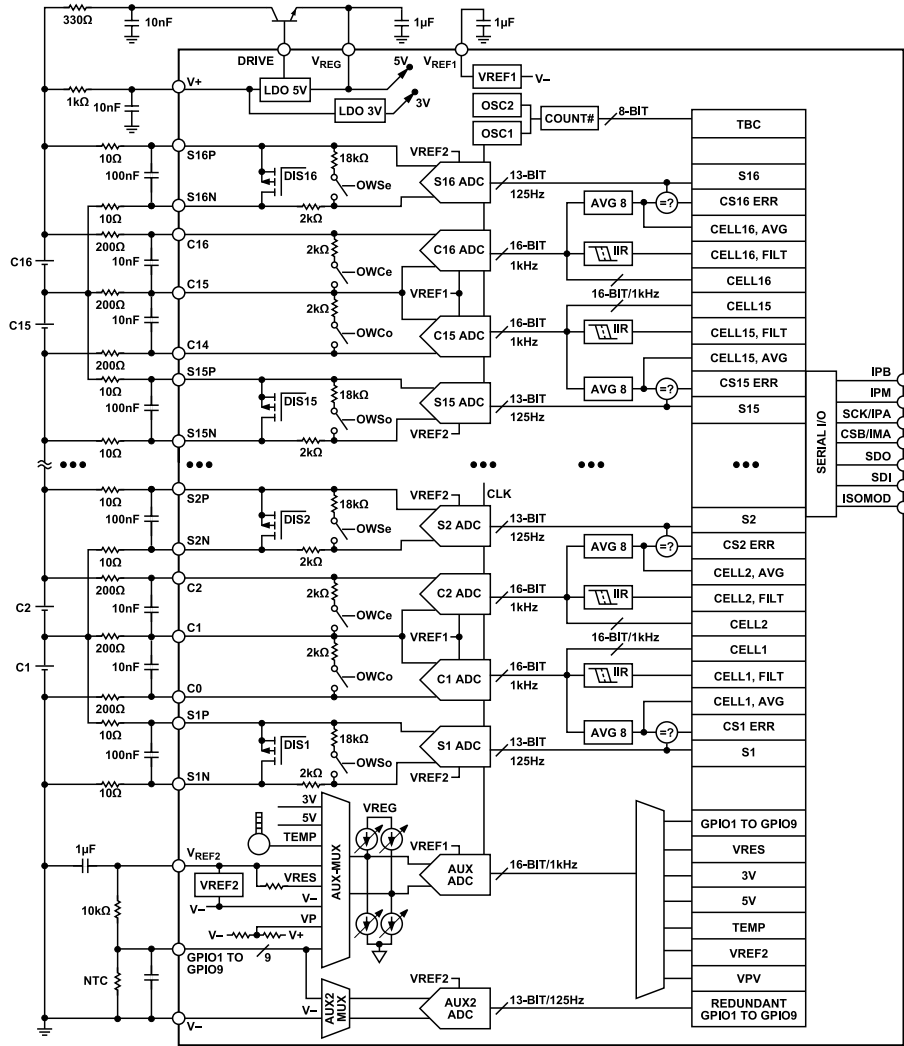 330Ω
10nF
1µF
1µF
DRIVE
VREG
VREF1
5V
V+
1kΩ
10nF
LDO 5V
LDO 3V
3V
VREF1
V–
OSC2
OSC1
COUNT#
8-BIT
TBC
10Ω
100nF
10Ω
S16P
S16N
DIS16
18kΩ
OWSe
2kΩ
VREF2
S16 ADC
13-BIT
125Hz
S16
AVG 8
=?
CS16 ERR
CELL16, AVG
200Ω
10nF
C16
C16
2kΩ
OWCe
C16 ADC
16-BIT
1kHz
IIR
CELL16, FILT
CELL16
C15
200Ω
VREF1
16-BIT/1kHz
CELL15
C15
10nF
2kΩ
OWCo
C15 ADC
16-BIT
1kHz
IIR
CELL15, FILT
CELL15, AVG
C14
200Ω
10Ω
100nF
10Ω
S15P
S15N
DIS15
18kΩ
OWSo
2kΩ
S15 ADC
VREF2
13-BIT
125Hz
AVG 8
=?
CS15 ERR
S15
SERIAL I/O
IPB
IPM
SCK/IPA
CSB/IMA
SDO
SDI
ISOMOD
•••
•••
•••
•••
•••
CLK
10Ω
100nF
10Ω
S2P
S2N
DIS2
18kΩ
OWSe
2kΩ
VREF2
S2 ADC
13-BIT
125Hz
S2
AVG 8
=?
CS2 ERR
CELL2, AVG
200Ω
10nF
C2
C2
2kΩ
OWCe
C2 ADC
16-BIT
1kHz
IIR
CELL2, FILT
CELL2
C1
200Ω
VREF1
16-BIT/1kHz
CELL1
C1
10nF
2kΩ
OWCo
C1 ADC
16-BIT
1kHz
IIR
CELL1, FILT
CELL1, AVG
C0
200Ω
10Ω
100nF
10Ω
S1P
S1N
DIS1
18kΩ
OWSo
2kΩ
S1 ADC
VREF2
13-BIT
125Hz
AVG 8
=?
CS1 ERR
S1
3V
5V
TEMP
AUX-MUX
VREG
1µF
VREF2
VREF2
VRES
V–
VP
V–
V+
VREF1
AUX ADC
16-BIT/1kHz
GPIO1 TO GPIO9
VRES
3V
5V
TEMP
VREF2
VPV
10kΩ
NTC
GPIO1 TO
GPIO9
9
V–
V–
AUX2
MUX
VREF2
AUX2
ADC
13-BIT/125Hz
REDUNDANT
GPIO1 TO GPIO9